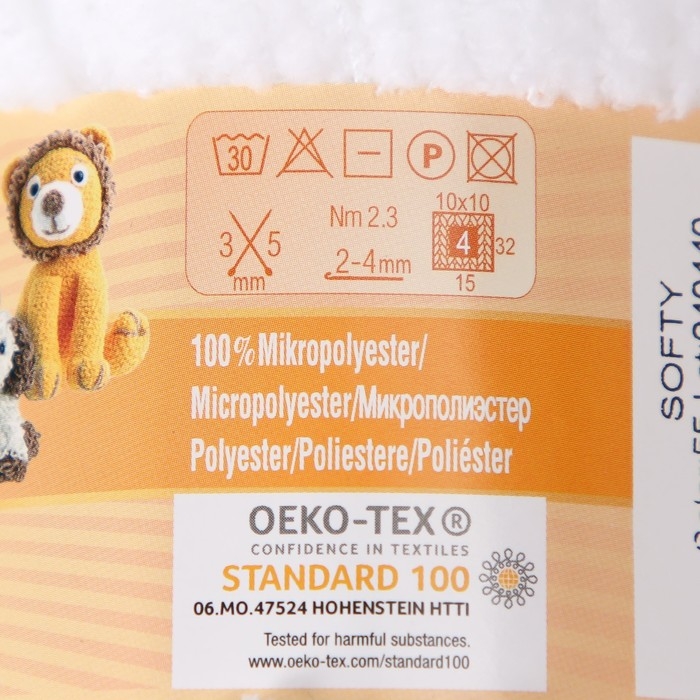 30 P
3 5 mm
Nm 2.3
2-4mm
10x10
4 32
15
100% Mikropolyester/
Micropolyester/Микрополиэстер
Polyester/Poliestere/Poliéster
OEKO-TEX®
CONFIDENCE IN TEXTILES
STANDARD 100
06.MO.47524 HOHENSTEIN HTTI
Tested for harmful substances.
www.oeko-tex.com/standard100
SOFTY